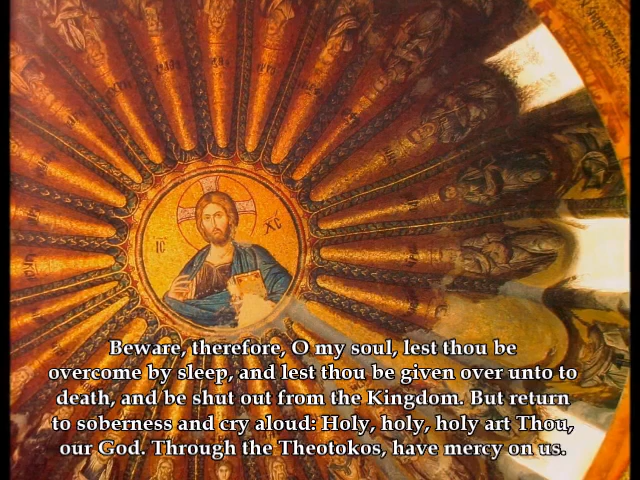 IC XC
Beware, therefore, O my soul, lest thou be
overcome by sleep, and lest thou be given over unto to
death, and be shut out from the Kingdom. But return
to soberness and cry aloud: Holy, holy, holy art Thou,
our God. Through the Theotokos, have mercy on us.